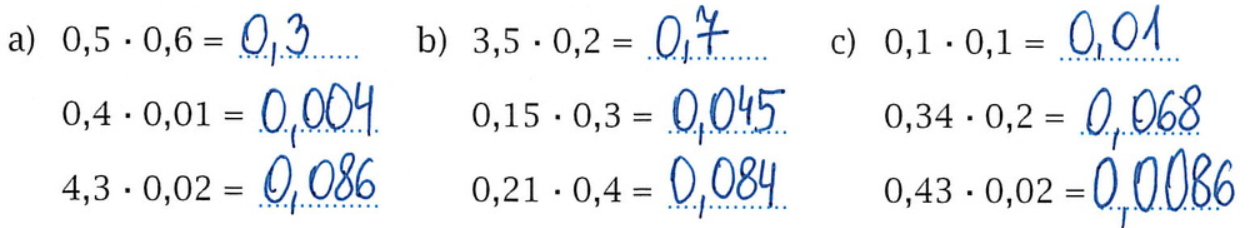 a) 0,5 · 0,6 = 0,3 b) 3,5 · 0,2 = 0,7 c) 0,1 · 0,1 = 0,01
0,4 · 0,01 = 0,004 0,15 · 0,3 = 0,045 0,34 · 0,2 = 0,068
4,3 · 0,02 = 0,086 0,21 · 0,4 = 0,084 0,43 · 0,02 = 0,0086